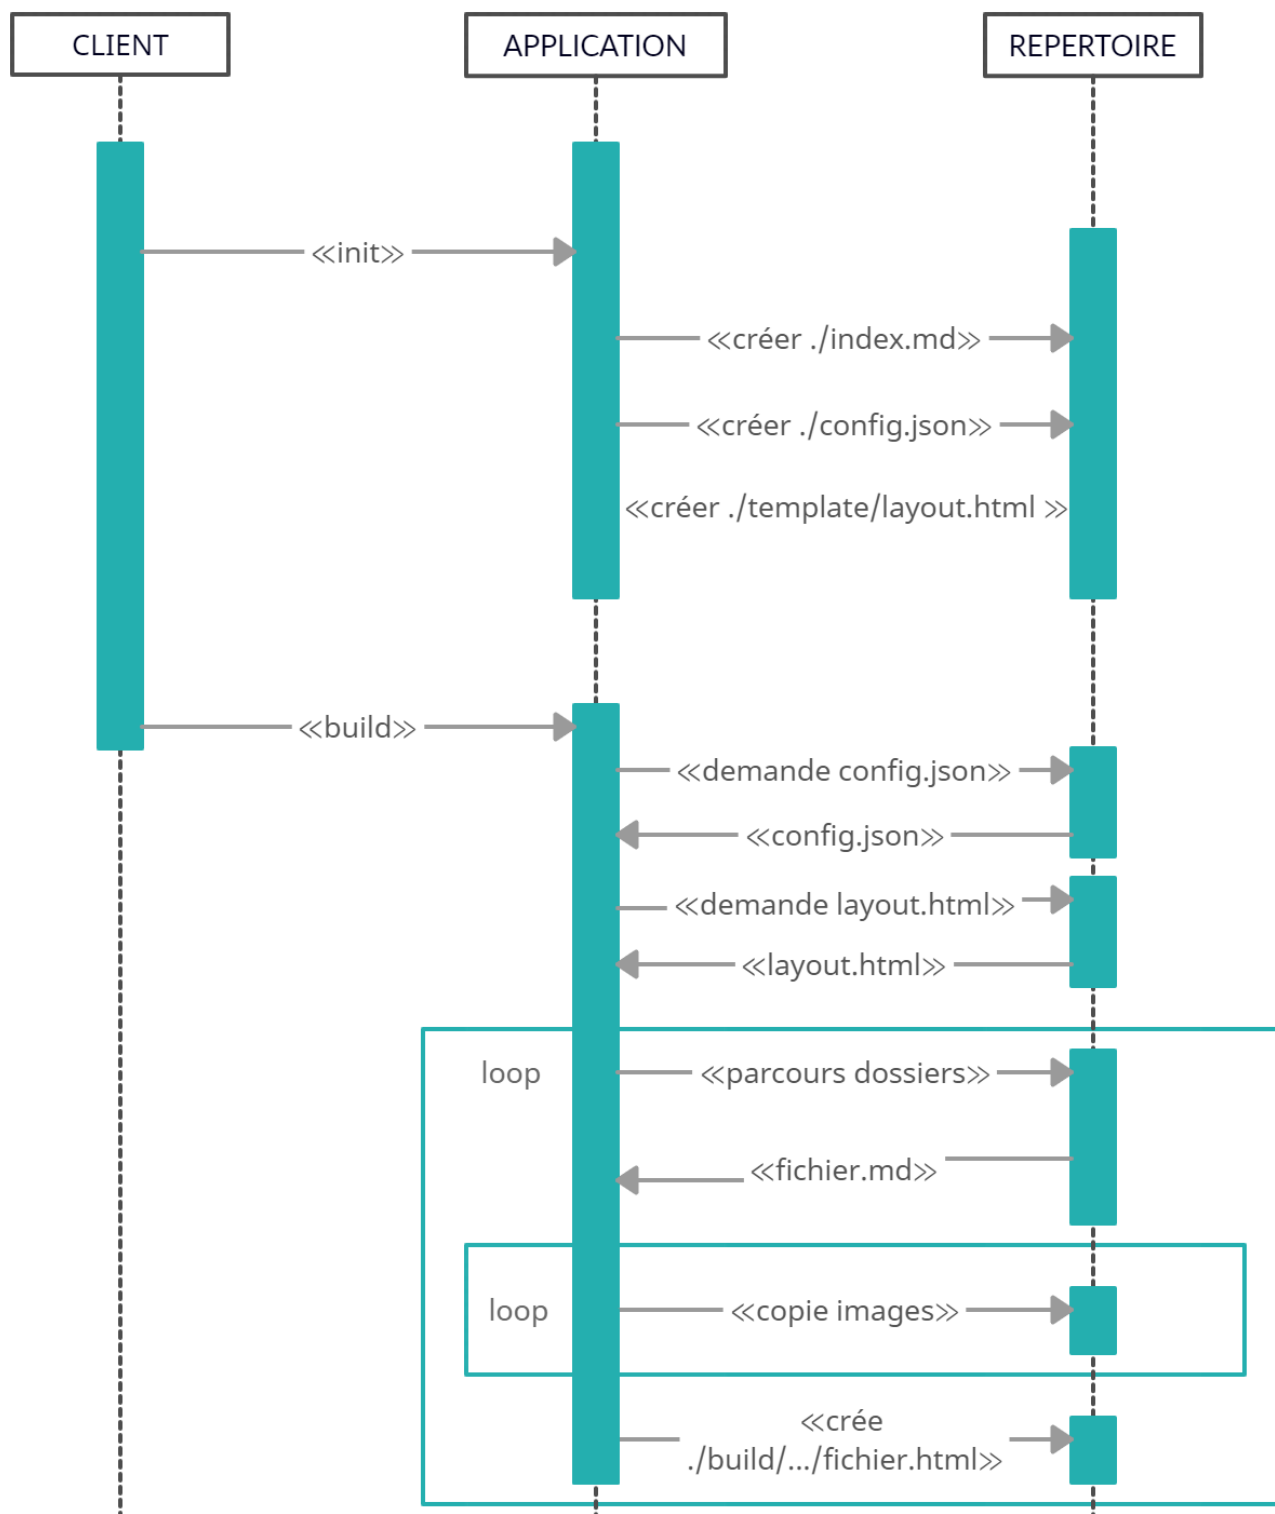 CLIENT
APPLICATION
REPERTOIRE
≪init≫
≪créer ./index.md≫
≪créer ./config.json≫
≪créer ./template/layout.html ≫
≪build≫
≪demande config.json≫
≪config.json≫
≪demande layout.html≫
≪layout.html≫
loop
≪parcours dossiers≫
≪fichier.md≫
loop
≪copie images≫
≪crée
./build/.../fichier.html≫